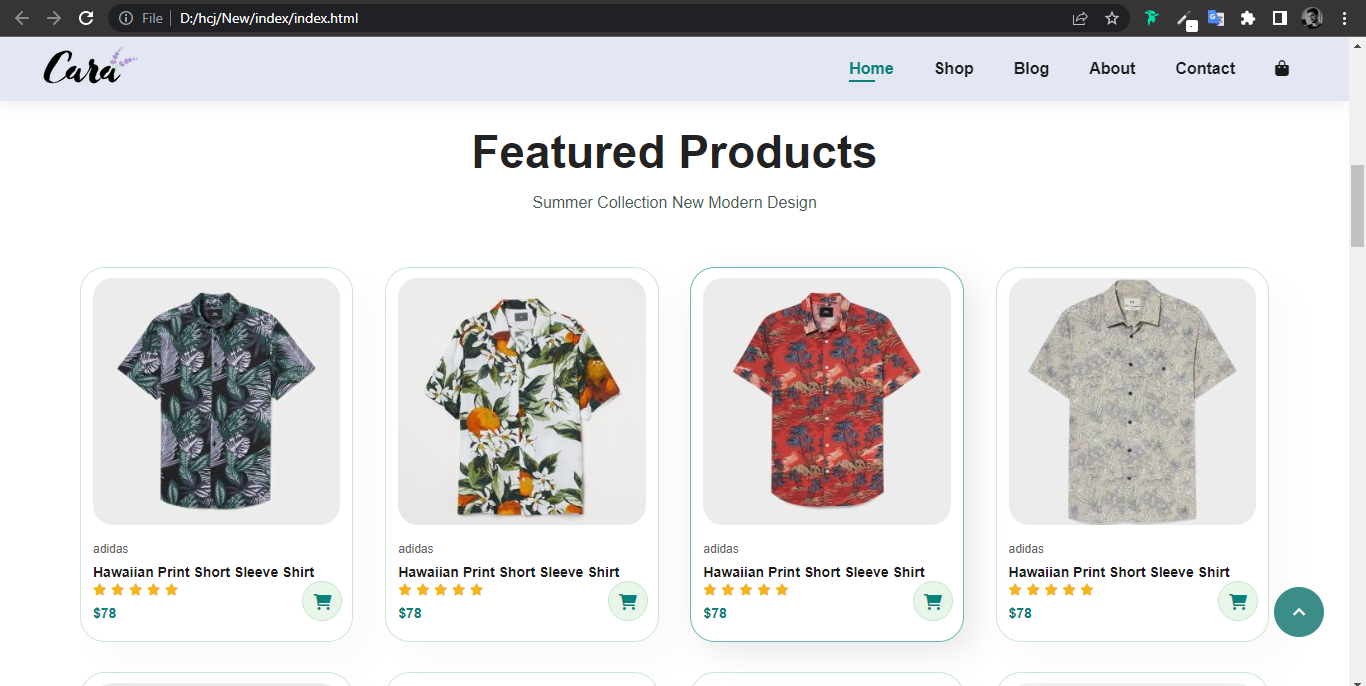 File D:/hcj/New/index/index.html
Cara Home Shop Blog About Contact
Featured Products
Summer Collection New Modern Design
adidas adidas adidas adidas
Hawaiian Print Short Sleeve Shirt Hawaiian Print Short Sleeve Shirt Hawaiian Print Short Sleeve Shirt Hawaiian Print Short Sleeve Shirt
$78 $78 $78 $78